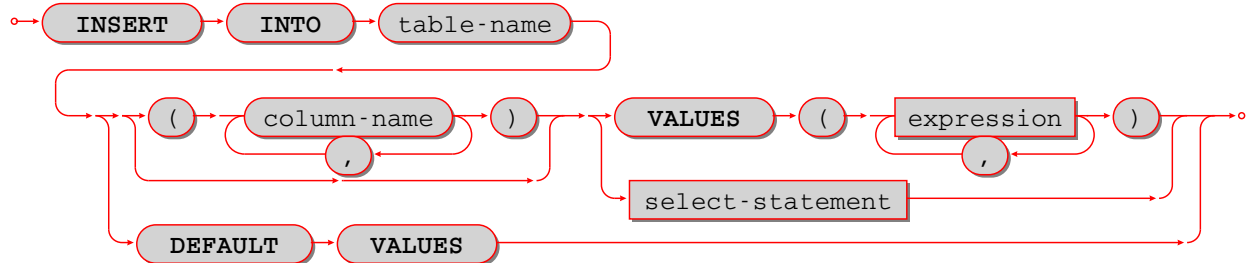 INSERT INTO table-name
( column-name ) VALUES ( expression )
, ,
select-statement
DEFAULT VALUES